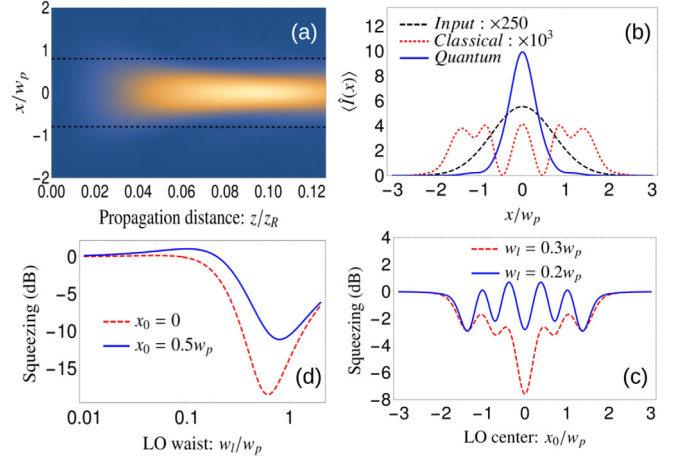 2
1
0
-1
-2
x/w_p
(a)
0.00 0.02 0.04 0.06 0.08 0.10 0.12
Propagation distance: z/z_R
12
10
8
6
4
2
0
⟨Î(x)⟩
Input : ×250
Classical : ×10³
Quantum
(b)
−3 −2 −1 0 1 2 3
x/w_p
0
−5
−10
−15
Squeezing (dB)
x₀ = 0
x₀ = 0.5w_p
(d)
0.01 0.1 1
LO waist: w_l/w_p
4
2
0
−2
−4
−6
−8
Squeezing (dB)
w_l = 0.3w_p
w_l = 0.2w_p
(c)
−3 −2 −1 0 1 2 3
LO center: x₀/w_p